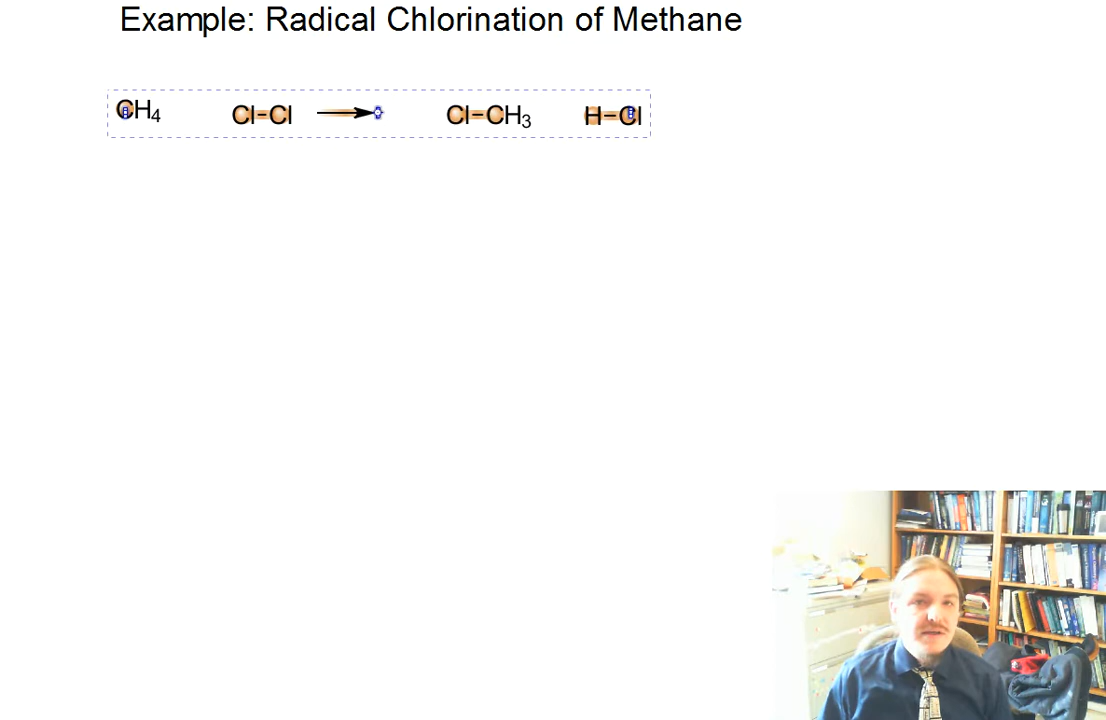 Example: Radical Chlorination of Methane
CH₄ Cl–Cl ⟶ Cl–CH₃ H–Cl